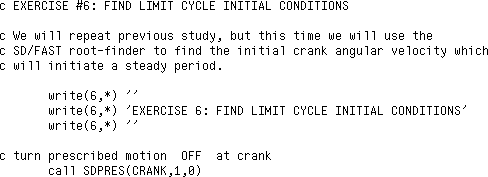 c EXERCISE #6: FIND LIMIT CYCLE INITIAL CONDITIONS
c We will repeat previous study, but this time we will use the
c SD/FAST root-finder to find the initial crank angular velocity which
c will initiate a steady period.
write(6,*) ''
write(6,*) 'EXERCISE 6: FIND LIMIT CYCLE INITIAL CONDITIONS'
write(6,*) ''
c turn prescribed motion  OFF  at crank
call SDPRES(CRANK,1,0)